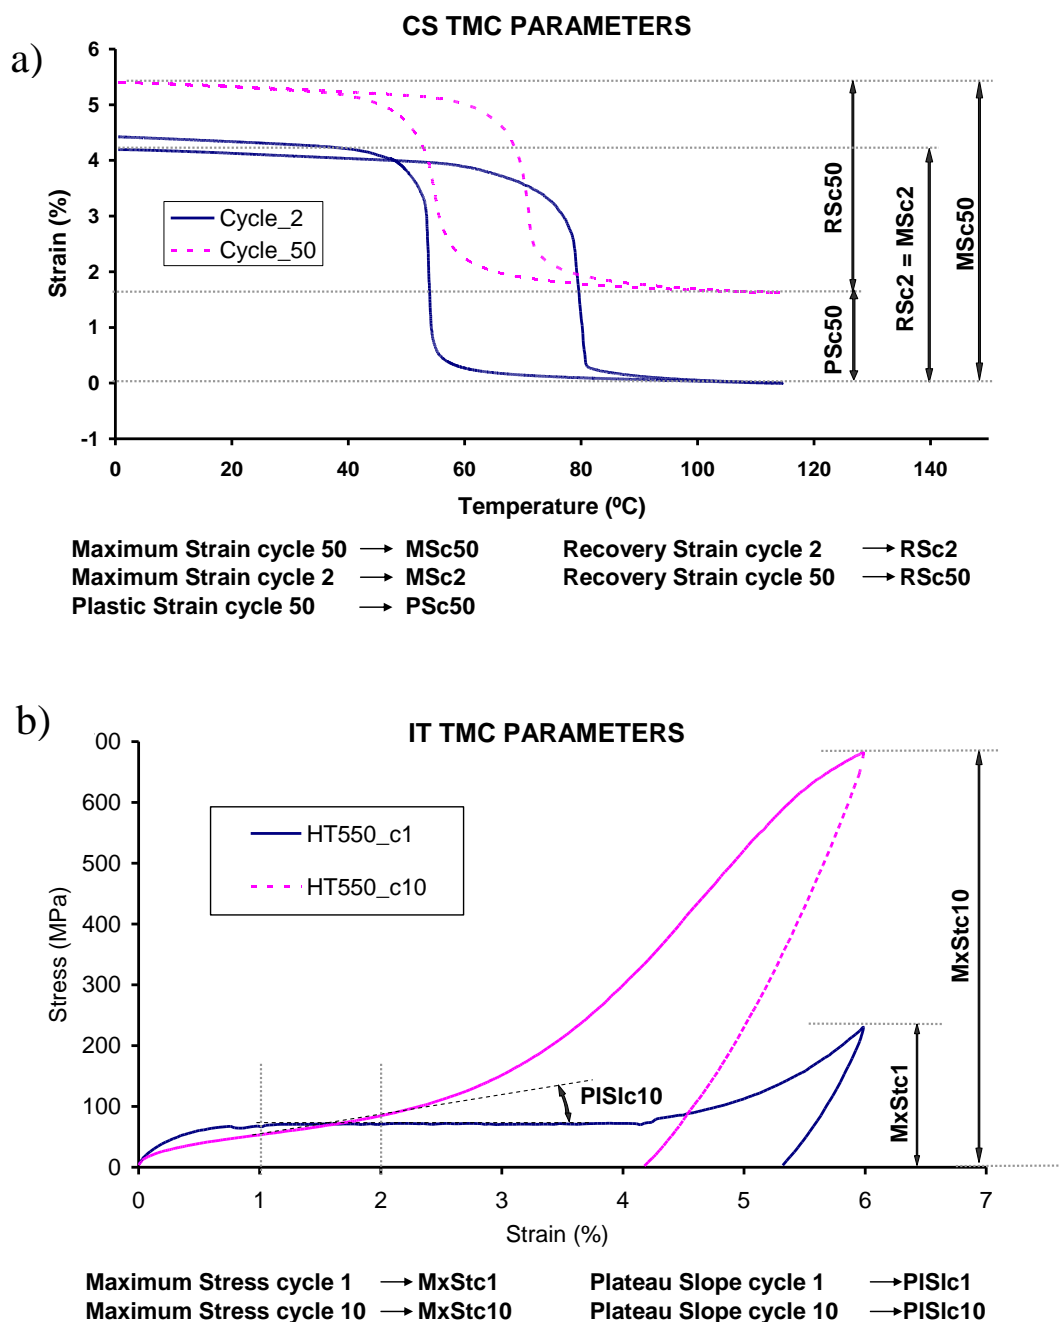 CS TMC PARAMETERS
a)
6
5
4
3
2
1
0
-1
Strain (%)
Cycle_2
Cycle_50
RSc50
PSc50
RSc2 = MSc2
MSc50
0 20 40 60 80 100 120 140
Temperature (ºC)
Maximum Strain cycle 50 → MSc50 Recovery Strain cycle 2 → RSc2
Maximum Strain cycle 2 → MSc2 Recovery Strain cycle 50 → RSc50
Plastic Strain cycle 50 → PSc50
b)
IT TMC PARAMETERS
00
600
500
400
300
200
100
0
Stress (MPa)
HT550_c1
HT550_c10
PlSlc10
MxStc1
MxStc10
0 1 2 3 4 5 6 7
Strain (%)
Maximum Stress cycle 1 → MxStc1 Plateau Slope cycle 1 → PlSlc1
Maximum Stress cycle 10 → MxStc10 Plateau Slope cycle 10 → PlSlc10